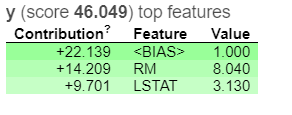 y (score 46.049) top features
Contribution? Feature Value
+22.139 <BIAS> 1.000
+14.209 RM 8.040
+9.701 LSTAT 3.130